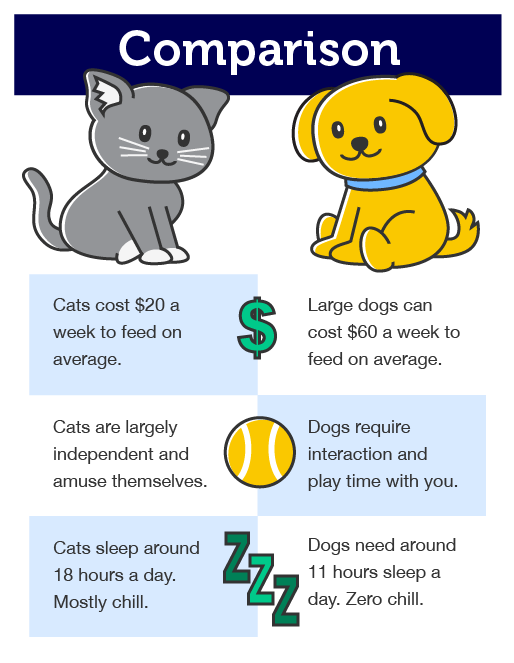 Comparison
Cats cost $20 a
week to feed on
average.
$
Large dogs can
cost $60 a week to
feed on average.
Cats are largely
independent and
amuse themselves.
Dogs require
interaction and
play time with you.
Cats sleep around
18 hours a day.
Mostly chill.
ZZZ
Dogs need around
11 hours sleep a
day. Zero chill.